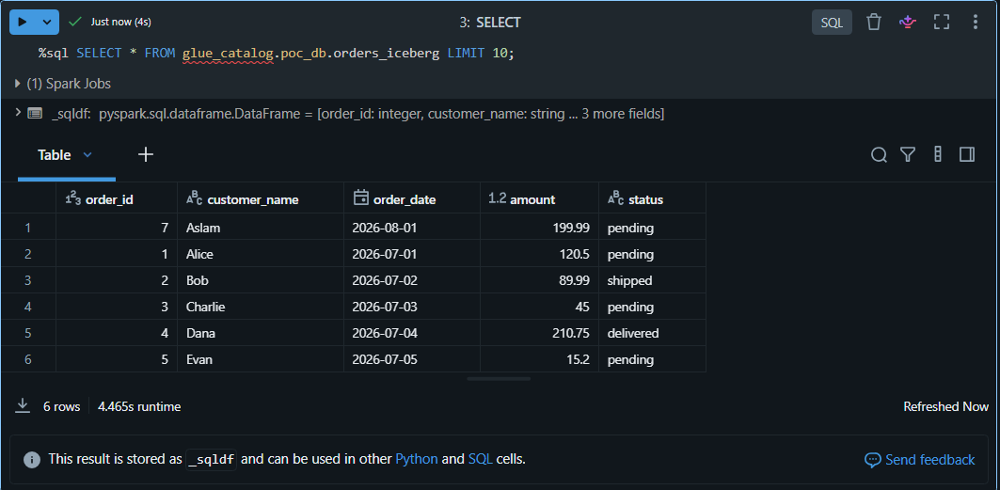 Just now (4s)
3: SELECT
SQL
%sql SELECT * FROM glue_catalog.poc_db.orders_iceberg LIMIT 10;
(1) Spark Jobs
_sqldf: pyspark.sql.dataframe.DataFrame = [order_id: integer, customer_name: string ... 3 more fields]
Table
order_id customer_name order_date 1.2 amount status
1 7 Aslam 2026-08-01 199.99 pending
2 1 Alice 2026-07-01 120.5 pending
3 2 Bob 2026-07-02 89.99 shipped
4 3 Charlie 2026-07-03 45 pending
5 4 Dana 2026-07-04 210.75 delivered
6 5 Evan 2026-07-05 15.2 pending
6 rows 4.465s runtime Refreshed Now
This result is stored as _sqldf and can be used in other Python and SQL cells. Send feedback